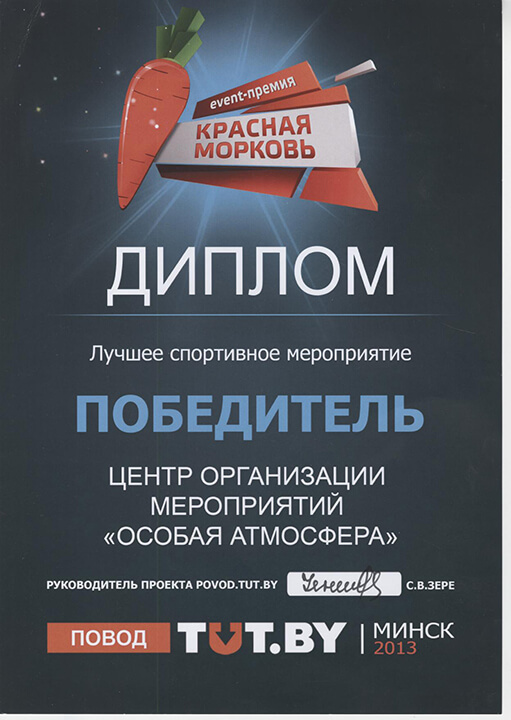 event-премия
КРАСНАЯ
МОРКОВЬ
ДИПЛОМ
Лучшее спортивное мероприятие
ПОБЕДИТЕЛЬ
ЦЕНТР ОРГАНИЗАЦИИ
МЕРОПРИЯТИЙ
«ОСОБАЯ АТМОСФЕРА»
РУКОВОДИТЕЛЬ ПРОЕКТА POVOD.TUT.BY С.В.ЗЕРЕ
ПОВОД TUT.BY | МИНСК
2013